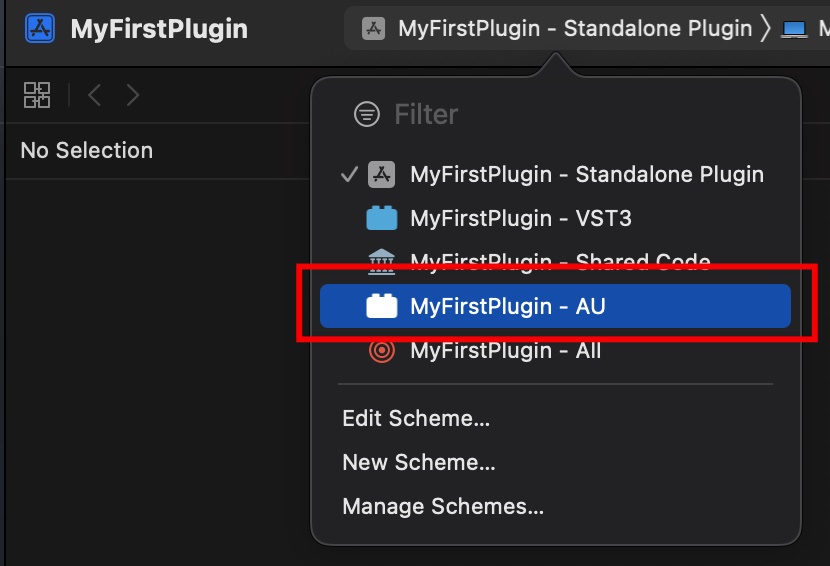 MyFirstPlugin
MyFirstPlugin - Standalone Plugin
Filter
No Selection
MyFirstPlugin - Standalone Plugin
MyFirstPlugin - VST3
MyFirstPlugin - Shared Code
MyFirstPlugin - AU
MyFirstPlugin - All
Edit Scheme...
New Scheme...
Manage Schemes...